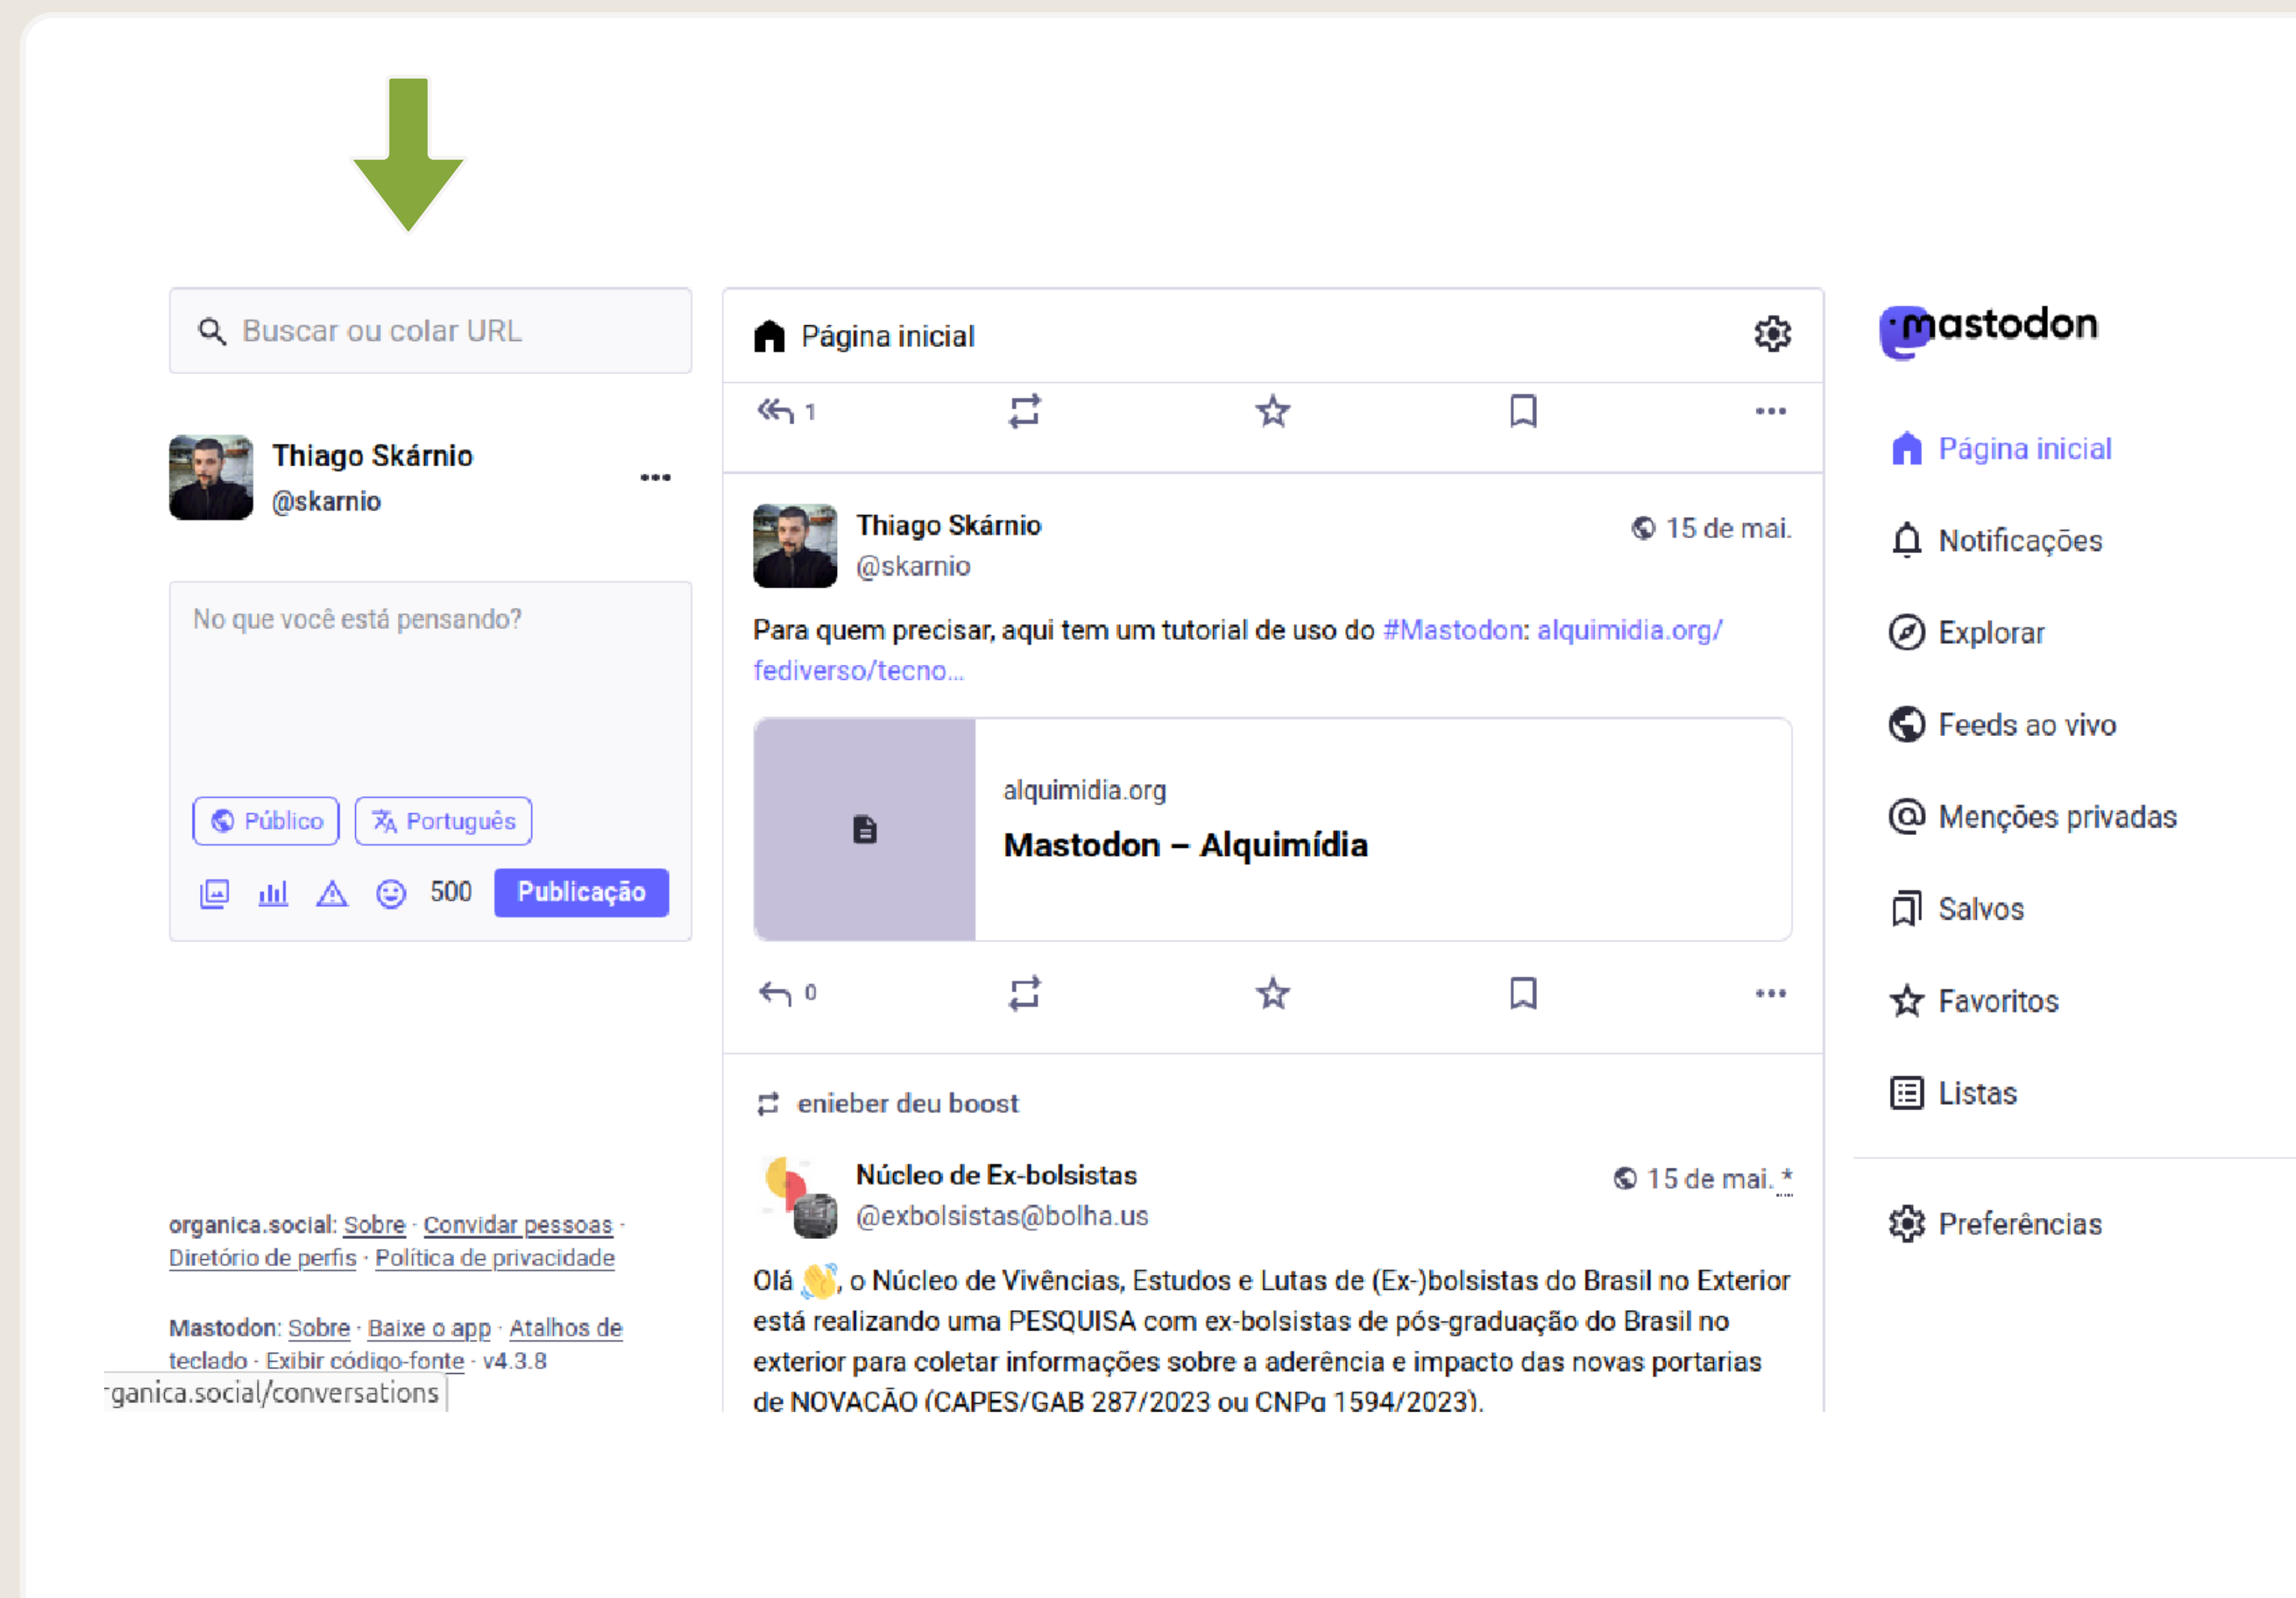 Buscar ou colar URL
Thiago Skárnio
@skarnio
No que você está pensando?
Público
Português
500
Publicação
organica.social: Sobre · Convidar pessoas ·
Diretório de perfis · Política de privacidade
Mastodon: Sobre · Baixe o app · Atalhos de
teclado · Exibir código-fonte · v4.3.8
ganica.social/conversations
Página inicial
1
Thiago Skárnio
15 de mai.
@skarnio
Para quem precisar, aqui tem um tutorial de uso do #Mastodon: alquimidia.org/
fediverso/tecno...
alquimidia.org
Mastodon – Alquimídia
0
enieber deu boost
Núcleo de Ex-bolsistas
15 de mai. *
@exbolsistas@bolha.us
Olá 👋, o Núcleo de Vivências, Estudos e Lutas de (Ex-)bolsistas do Brasil no Exterior
está realizando uma PESQUISA com ex-bolsistas de pós-graduação do Brasil no
exterior para coletar informações sobre a aderência e impacto das novas portarias
de NOVAÇÃO (CAPES/GAB 287/2023 ou CNPq 1594/2023).
mastodon
Página inicial
Notificações
Explorar
Feeds ao vivo
Menções privadas
Salvos
Favoritos
Listas
Preferências